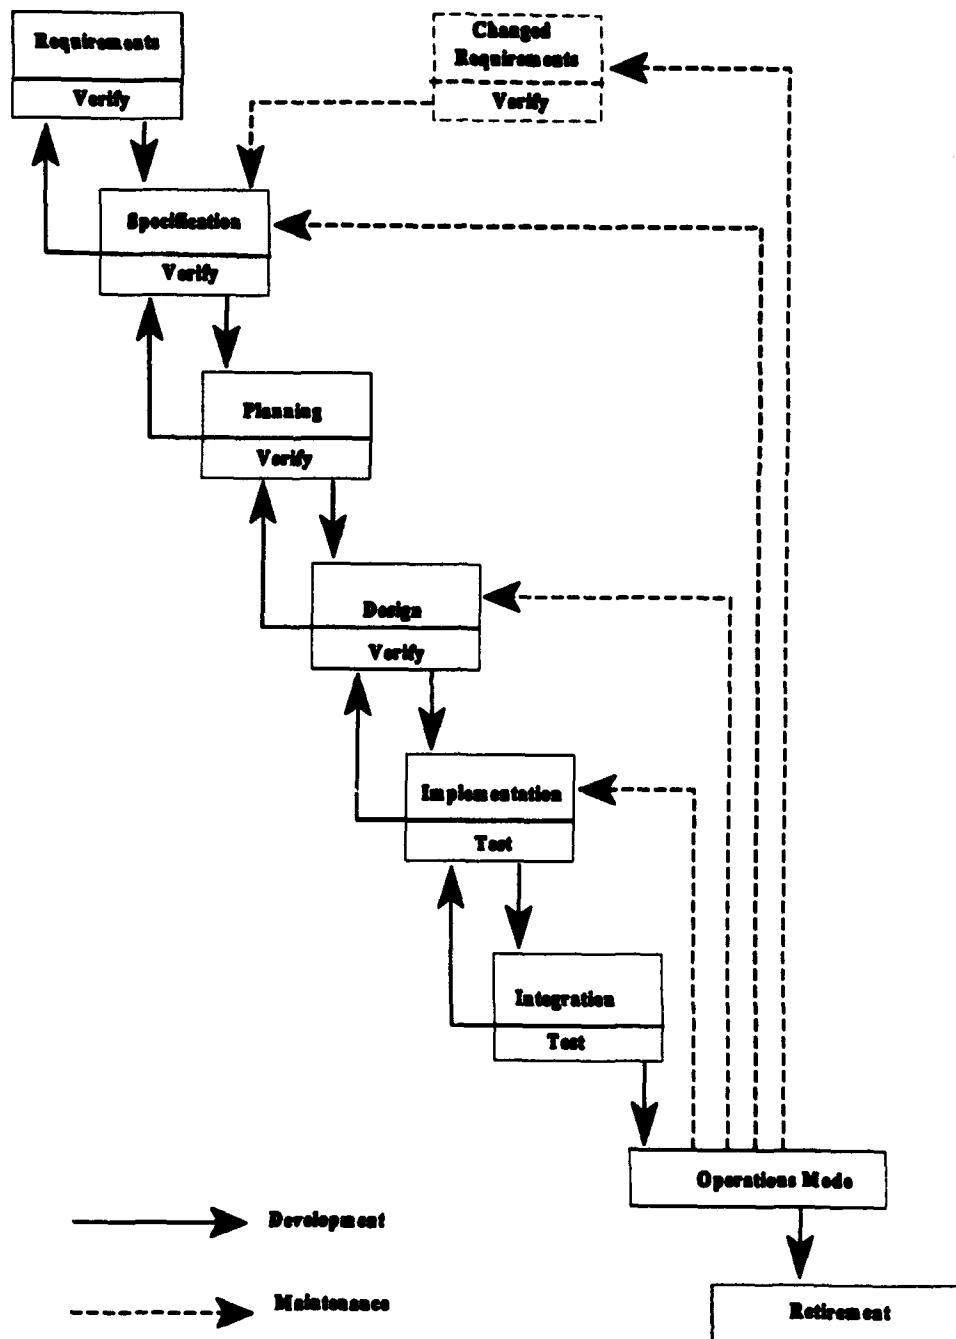 Requirements
Verify
Changed
Requirements
Verify
Specification
Verify
Planning
Verify
Design
Verify
Implementation
Test
Integration
Test
Operations Mode
Development
Maintenance
Retirement